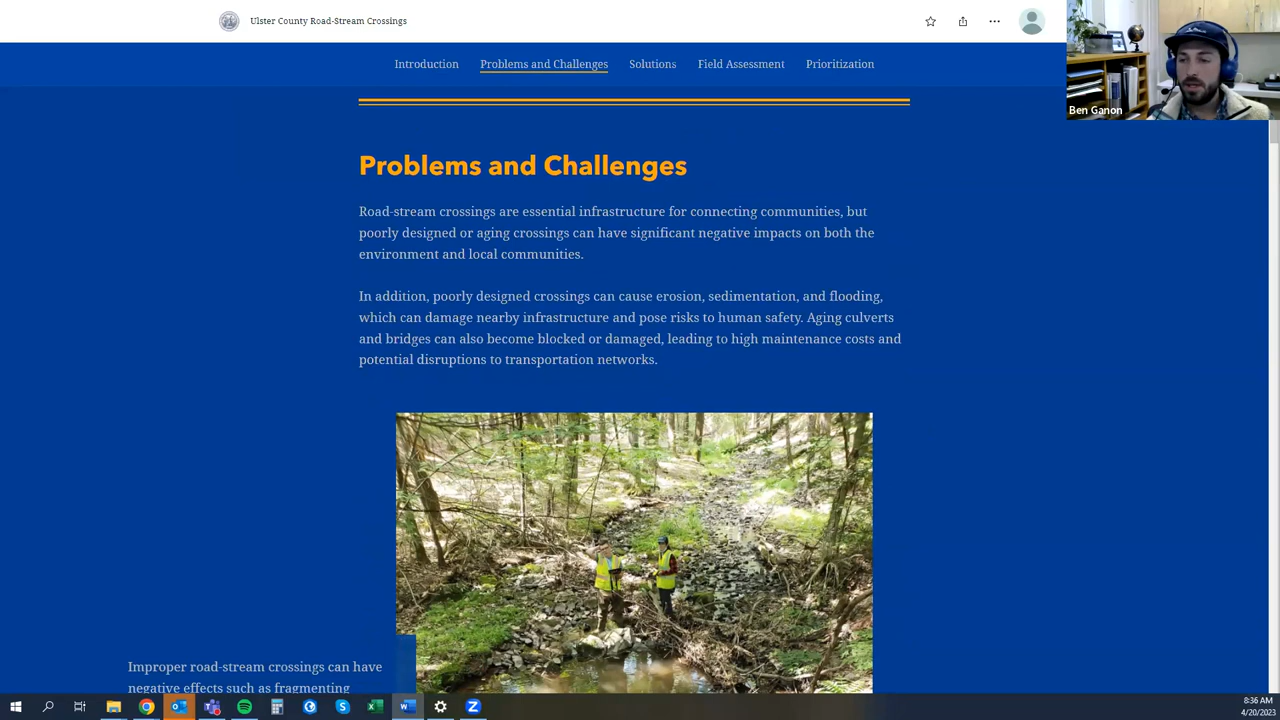 Ulster County Road-Stream Crossings
Introduction
Problems and Challenges
Solutions
Field Assessment
Prioritization
Ben Ganon
Problems and Challenges
Road-stream crossings are essential infrastructure for connecting communities, but
poorly designed or aging crossings can have significant negative impacts on both the
environment and local communities.
In addition, poorly designed crossings can cause erosion, sedimentation, and flooding,
which can damage nearby infrastructure and pose risks to human safety. Aging culverts
and bridges can also become blocked or damaged, leading to high maintenance costs and
potential disruptions to transportation networks.
Improper road-stream crossings can have
negative effects such as fragmenting
8:36 AM
4/20/2023